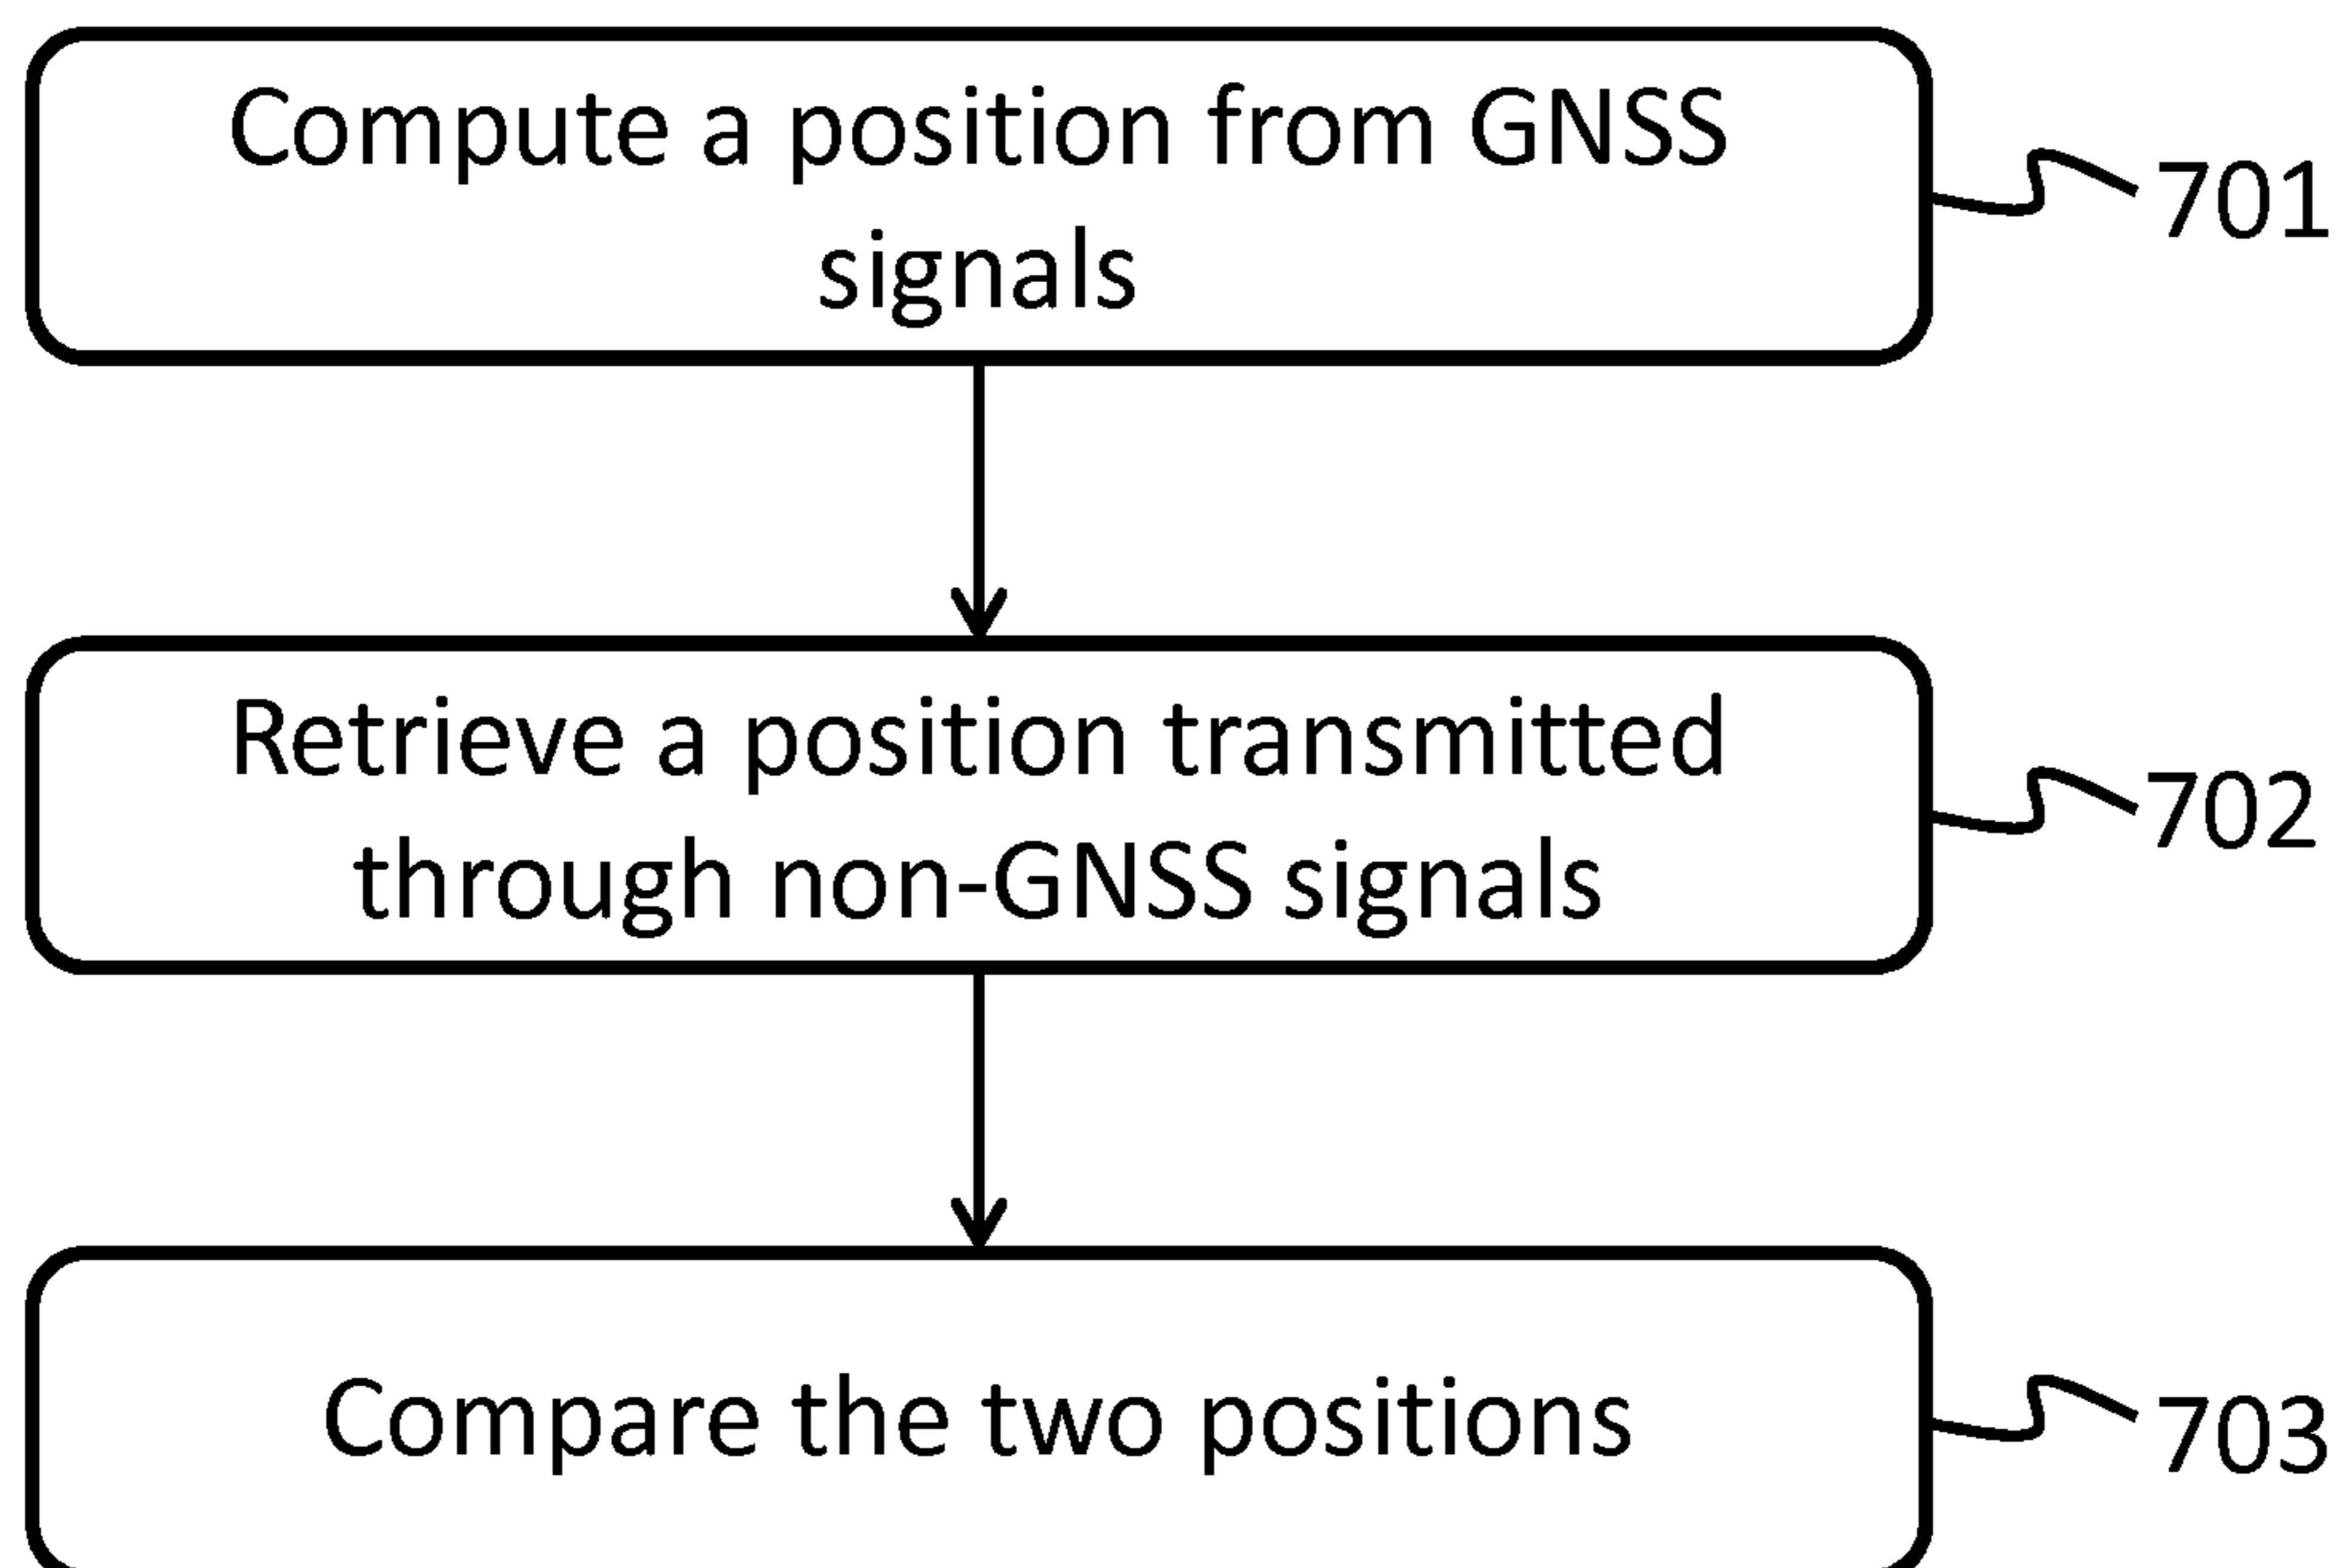 Compute a position from GNSS
signals
701
Retrieve a position transmitted
through non-GNSS signals
702
Compare the two positions
703